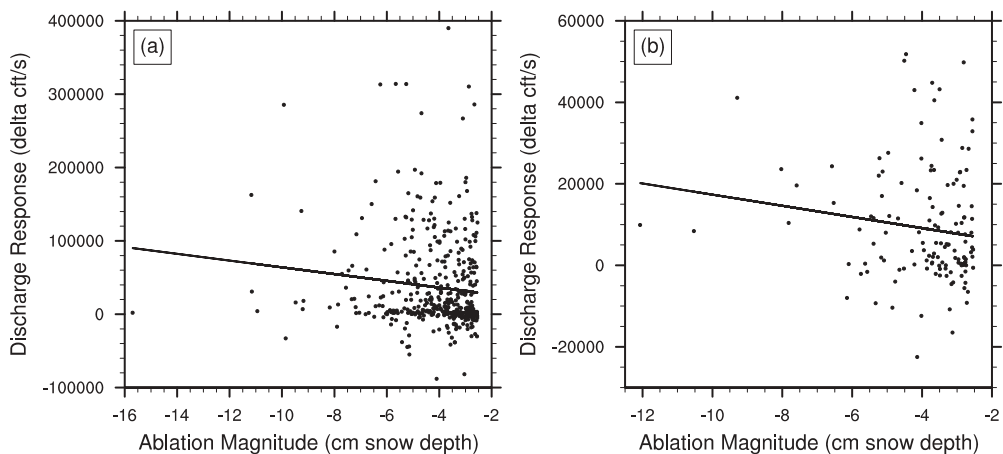 (a)
Discharge Response (delta cft/s)
400000
300000
200000
100000
0
-100000
-16 -14 -12 -10 -8 -6 -4 -2
Ablation Magnitude (cm snow depth)
(b)
Discharge Response (delta cft/s)
60000
40000
20000
0
-20000
-12 -10 -8 -6 -4 -2
Ablation Magnitude (cm snow depth)